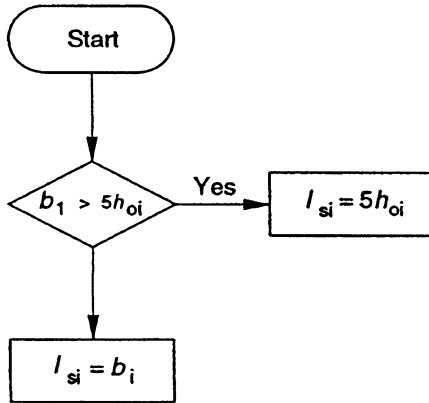 Start
b₁ > 5hₒᵢ
Yes
lₛᵢ = 5hₒᵢ
lₛᵢ = bᵢ